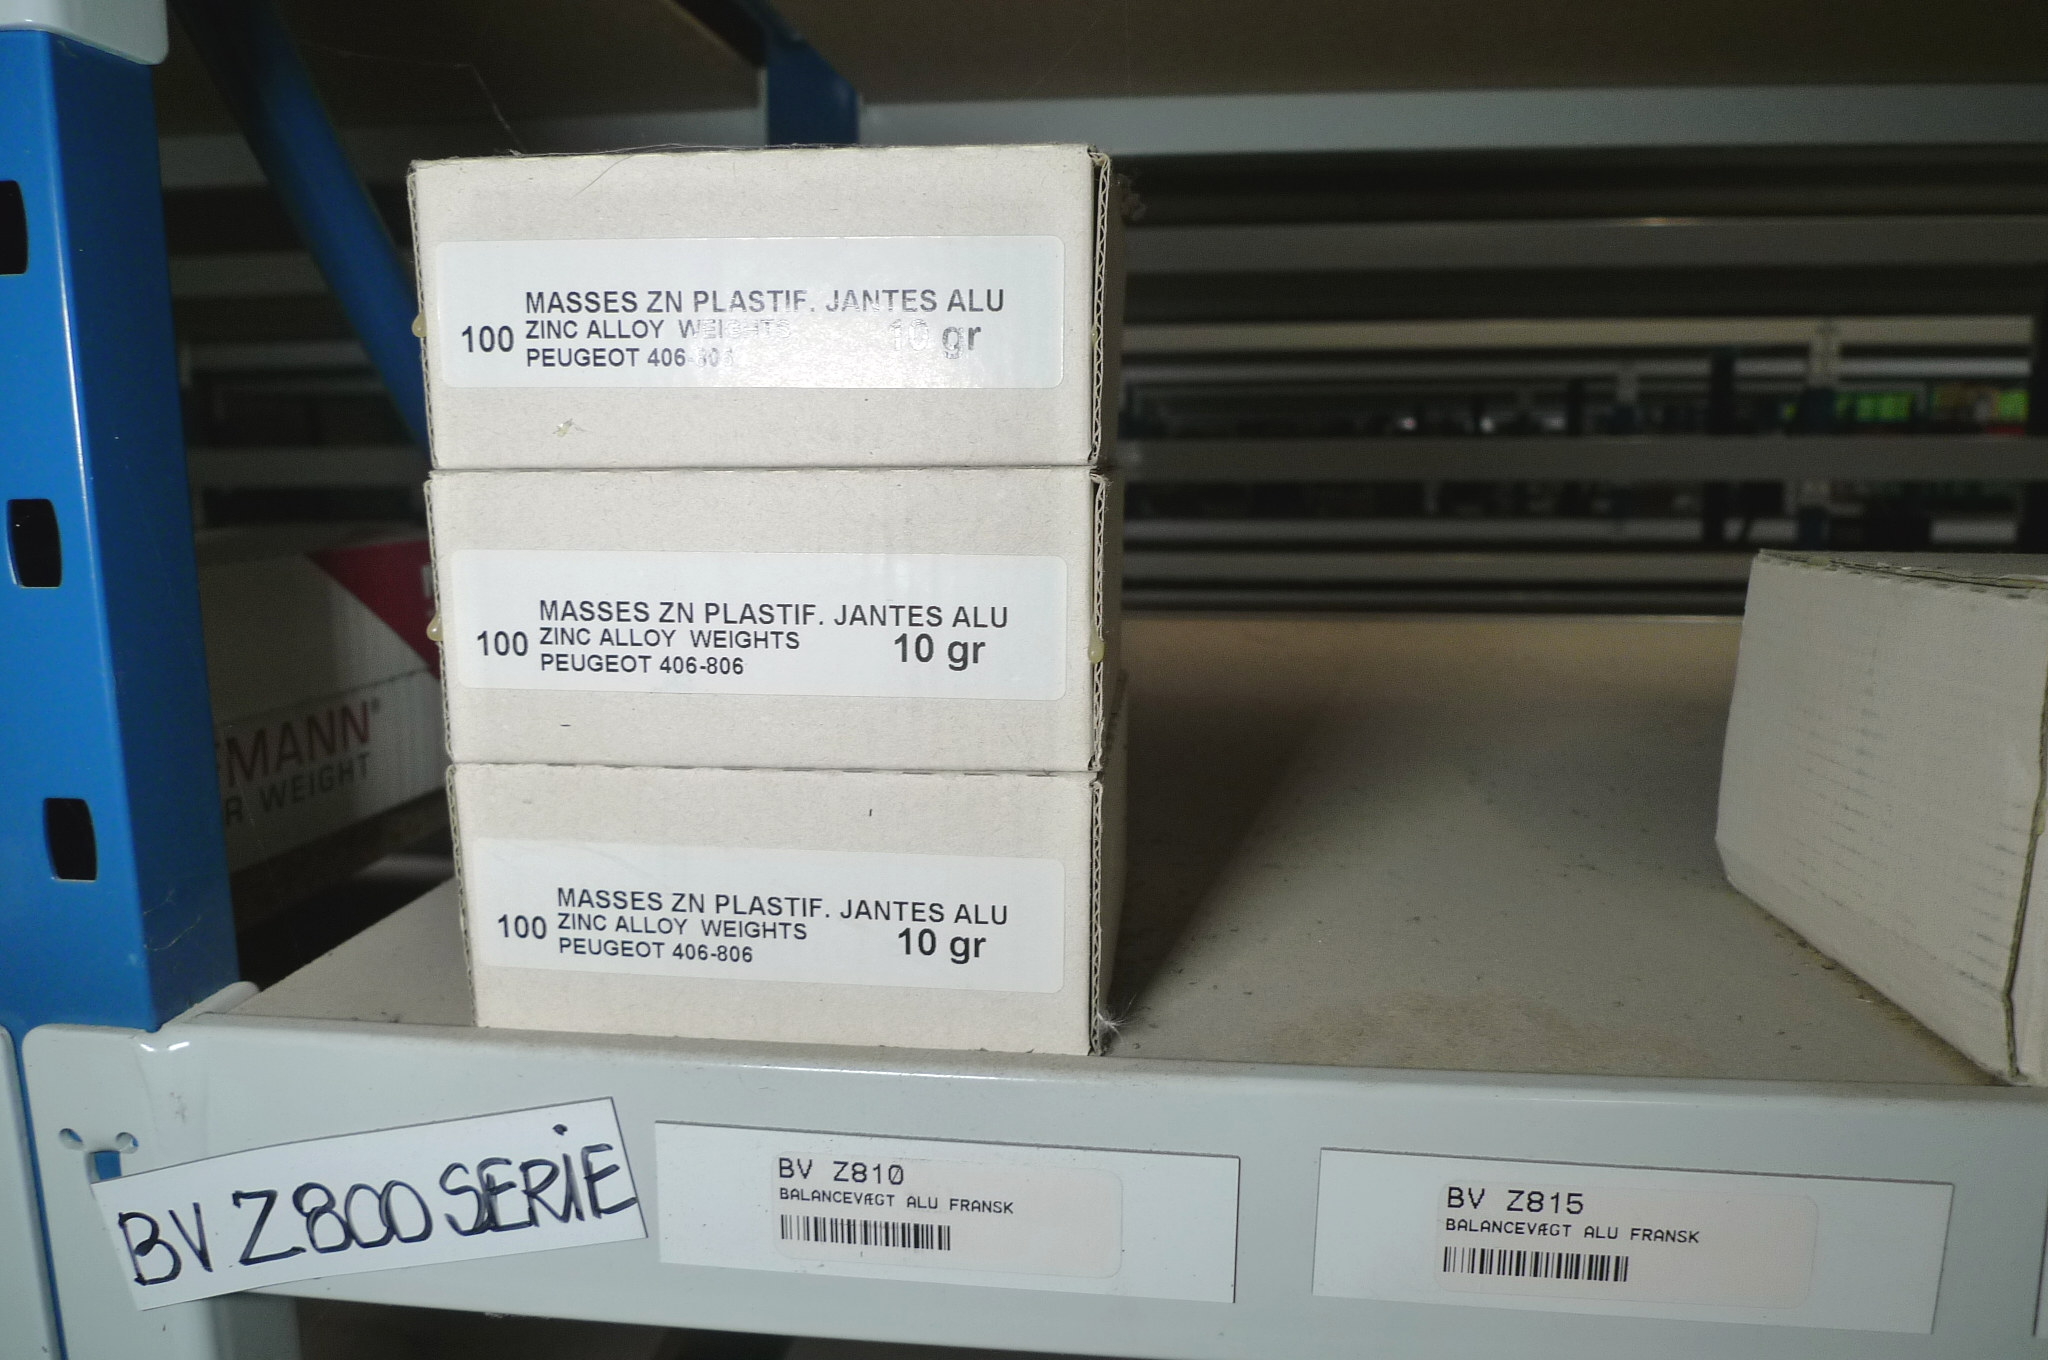 MASSES ZN PLASTIF. JANTES ALU
100 ZINC ALLOY WEIGHTS 10 gr
PEUGEOT 406-806
MASSES ZN PLASTIF. JANTES ALU
100 ZINC ALLOY WEIGHTS 10 gr
PEUGEOT 406-806
MASSES ZN PLASTIF. JANTES ALU
100 ZINC ALLOY WEIGHTS 10 gr
PEUGEOT 406-806
MANN®
R WEIGHT
BV Z800 SERiE
BV Z810
BALANCEVÆGT ALU FRANSK
BV Z815
BALANCEVÆGT ALU FRANSK